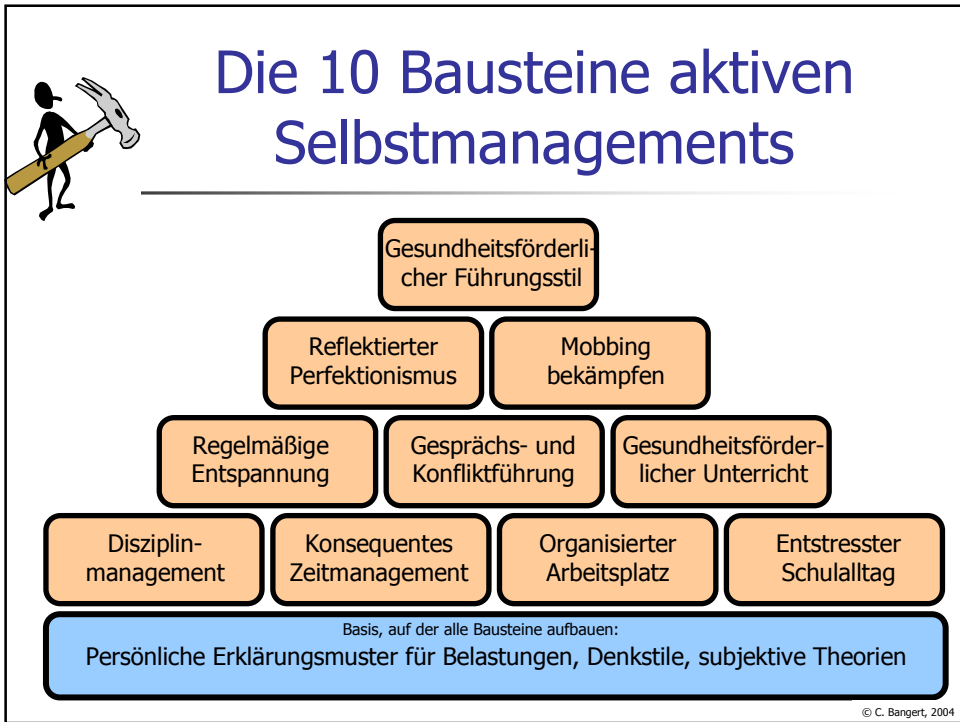 Die 10 Bausteine aktiven
Selbstmanagements
Gesundheitsförderli-
cher Führungsstil
Reflektierter
Perfektionismus
Mobbing
bekämpfen
Regelmäßige
Entspannung
Gesprächs- und
Konfliktführung
Gesundheitsförder-
licher Unterricht
Disziplin-
management
Konsequentes
Zeitmanagement
Organisierter
Arbeitsplatz
Entstresster
Schulalltag
Basis, auf der alle Bausteine aufbauen:
Persönliche Erklärungsmuster für Belastungen, Denkstile, subjektive Theorien
© C. Bangert, 2004